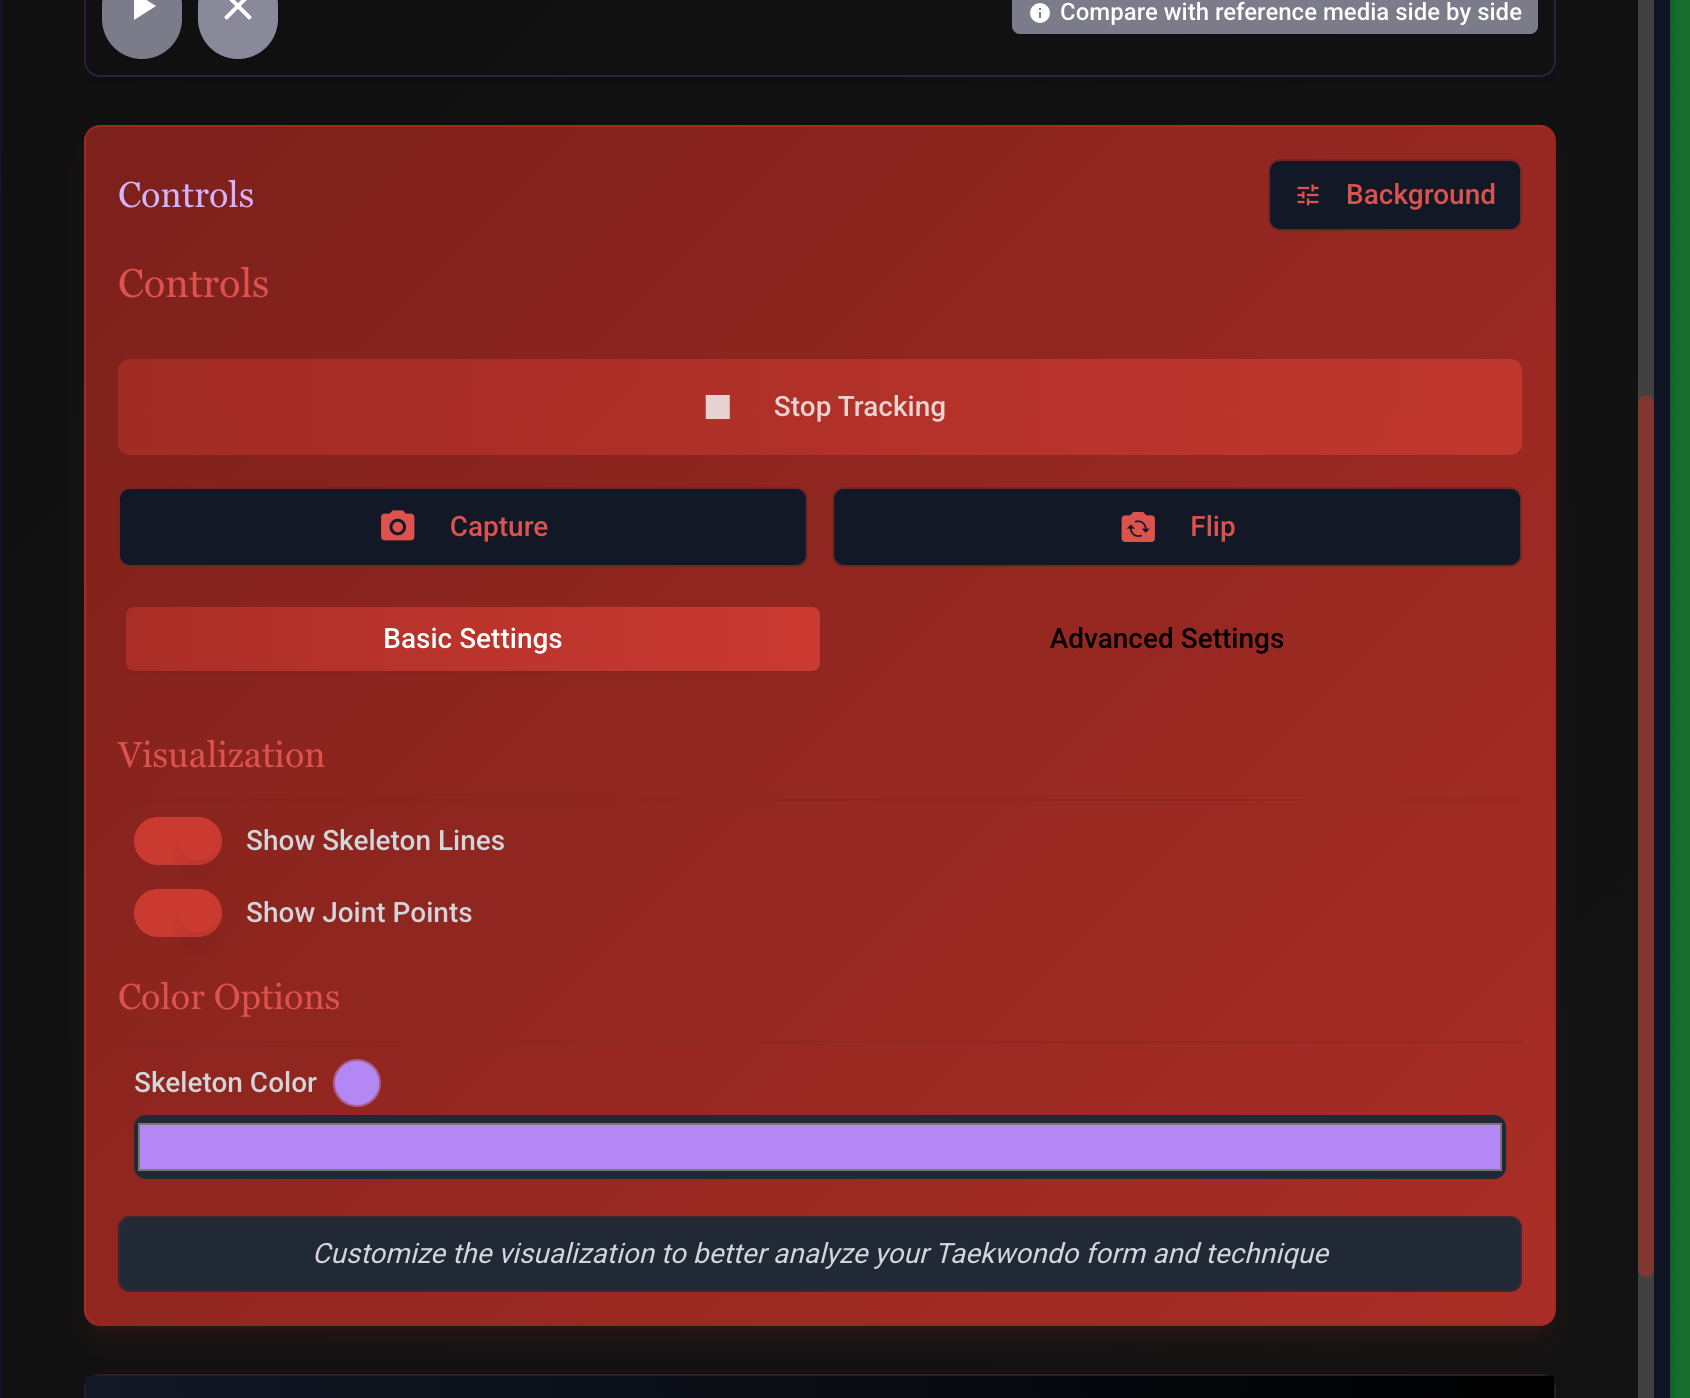 Compare with reference media side by side
Controls
Background
Controls
Stop Tracking
Capture
Flip
Basic Settings
Advanced Settings
Visualization
Show Skeleton Lines
Show Joint Points
Color Options
Skeleton Color
Customize the visualization to better analyze your Taekwondo form and technique